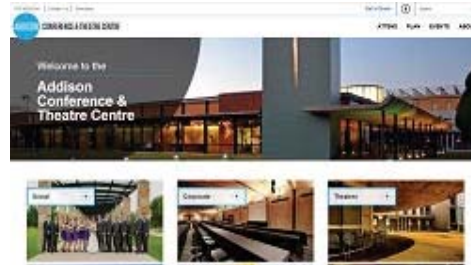 ADDISON CONFERENCE & THEATRE CENTRE
ATTEND PLAN EVENTS
Welcome to the
Addison
Conference &
Theatre Centre
Social
Corporate
Theatre